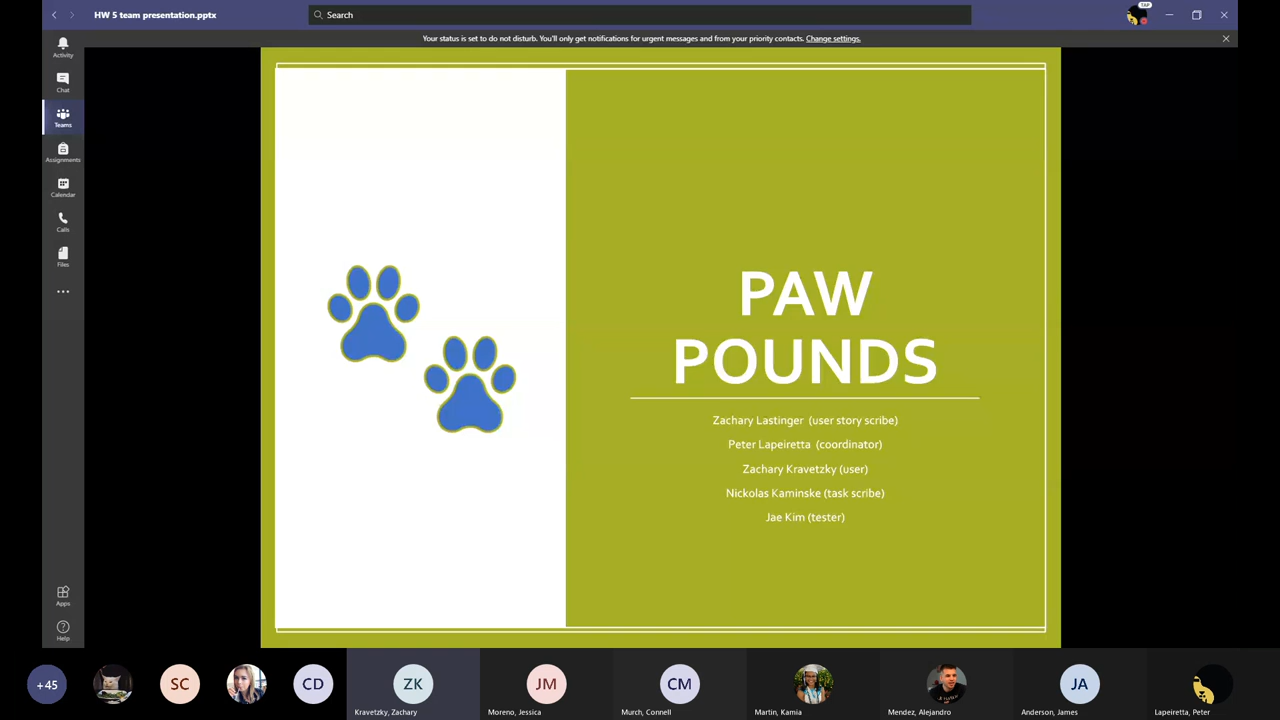 HW 5 team presentation.pptx
Search
TAP
Your status is set to do not disturb. You'll only get notifications for urgent messages and from your priority contacts. Change settings.
Activity
Chat
Teams
Assignments
Calendar
Calls
Files
Apps
Help
PAW
POUNDS
Zachary Lastinger (user story scribe)
Peter Lapeiretta (coordinator)
Zachary Kravetzky (user)
Nickolas Kaminske (task scribe)
Jae Kim (tester)
+45
SC
CD
ZK
JM
CM
JA
Kravetzky, Zachary
Moreno, Jessica
Murch, Connell
Martin, Kamia
Mendez, Alejandro
Anderson, James
Lapeiretta, Peter